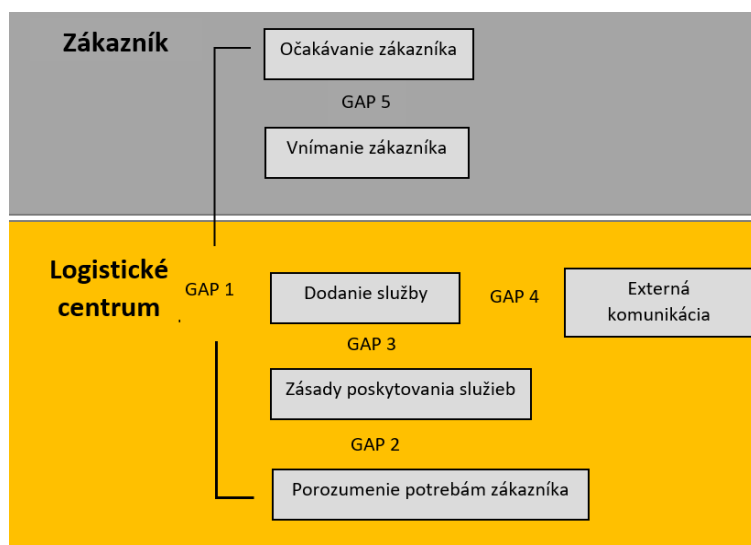 Zákazník
Očakávanie zákazníka
GAP 5
Vnímanie zákazníka
Logistické
centrum
GAP 1
Dodanie služby
GAP 4
Externá
komunikácia
GAP 3
Zásady poskytovania služieb
GAP 2
Porozumenie potrebám zákazníka